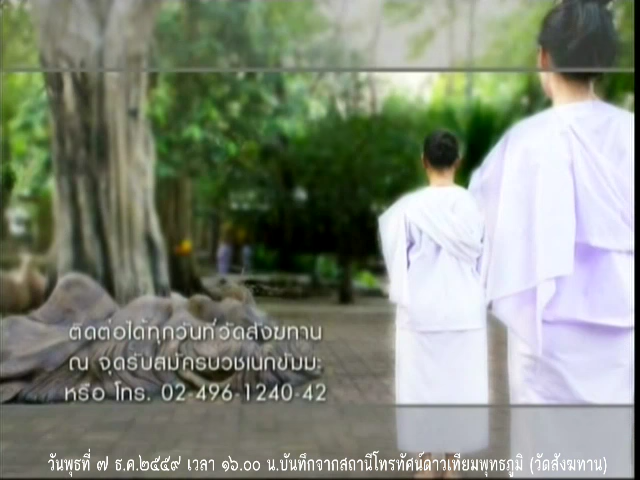 ติดต่อได้ทุกวันที่วัดสังฆทาน
ณ จุดรับสมัครบวชเนกขัมมะ
หรือ โทร. 02-496-1240-42
วันพุธที่ ๗ ธ.ค.๒๕๕๙ เวลา ๑๖.๐๐ น.บันทึกจากสถานีโทรทัศน์ดาวเทียมพุทธภูมิ (วัดสังฆทาน)